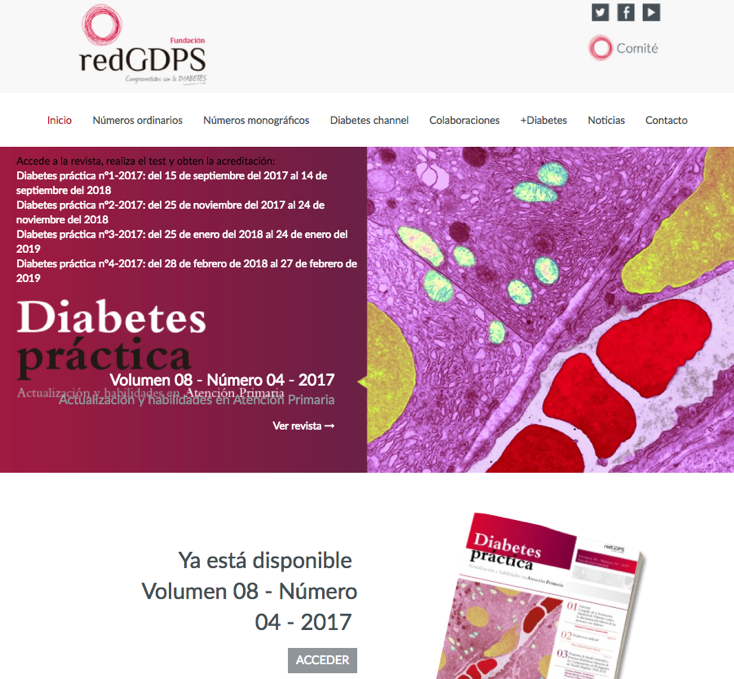 Fundación
redGDPS
Comprometidos con la DIABETES
Comité
Inicio Números ordinarios Números monográficos Diabetes channel Colaboraciones +Diabetes Noticias Contacto
Accede a la revista, realiza el test y obten la acreditación:
Diabetes práctica nº1-2017: del 15 de septiembre del 2017 al 14 de
septiembre del 2018
Diabetes práctica nº2-2017: del 25 de noviembre del 2017 al 24 de
noviembre del 2018
Diabetes práctica nº3-2017: del 25 de enero del 2018 al 24 de enero del
2019
Diabetes práctica nº4-2017: del 28 de febrero de 2018 al 27 de febrero de
2019
Diabetes
práctica
Volumen 08 - Número 04 - 2017
Actualización y habilidades en Atención Primaria
Actualización y habilidades en Atención Primaria
Ver revista →
Ya está disponible
Volumen 08 - Número
04 - 2017
ACCEDER
Diabetes
práctica
redGDPS
Actualización y habilidades en Atención Primaria
01
02
03